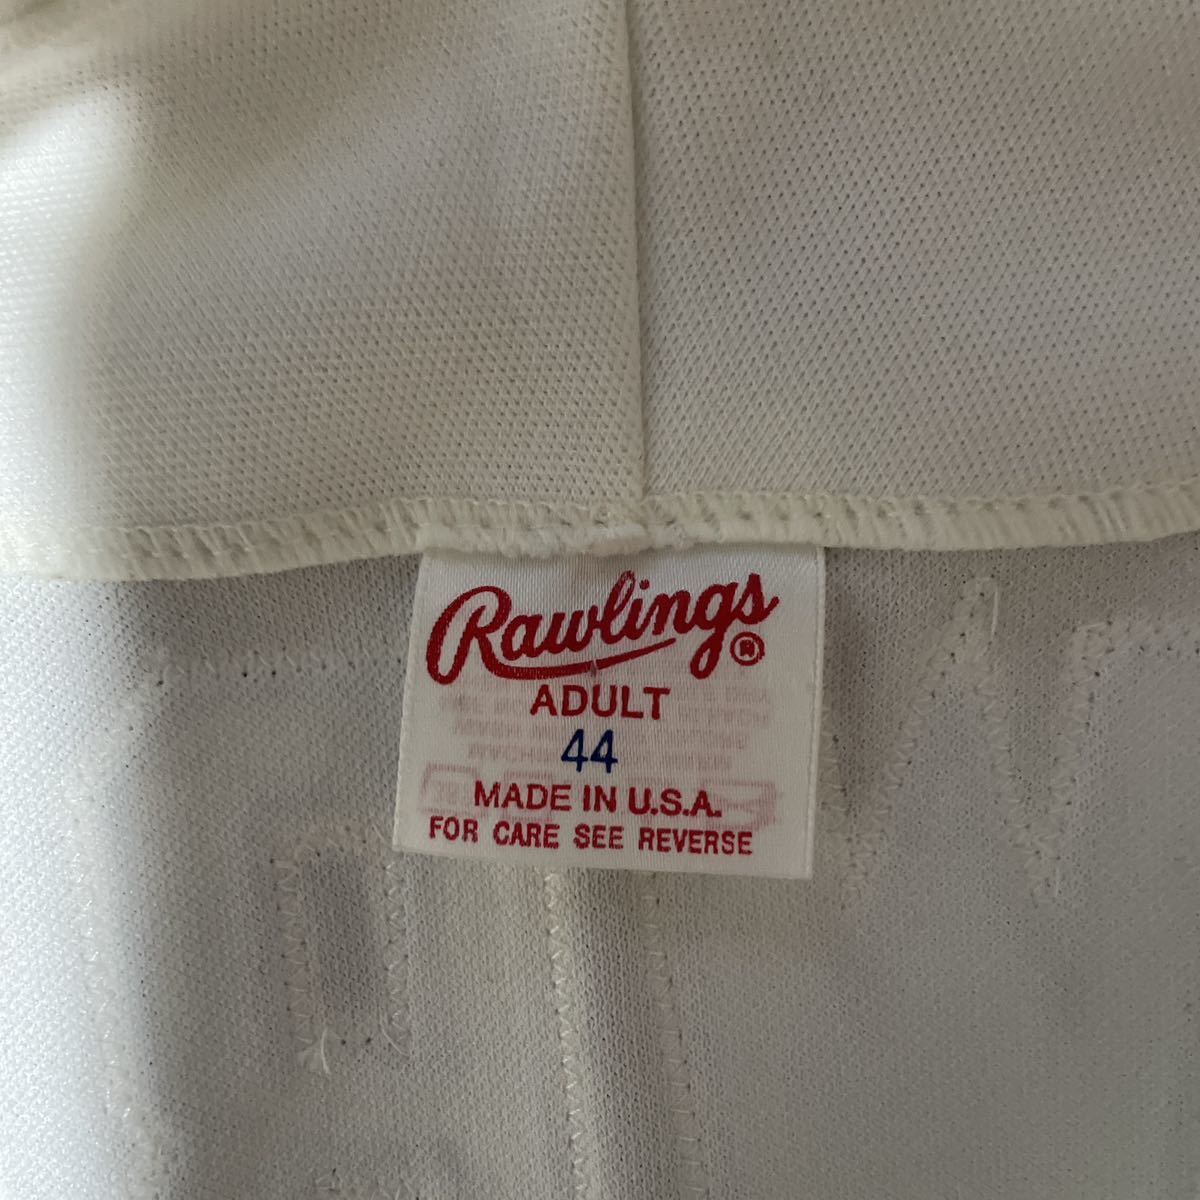 Rawlings®
ADULT
44
MADE IN U.S.A.
FOR CARE SEE REVERSE